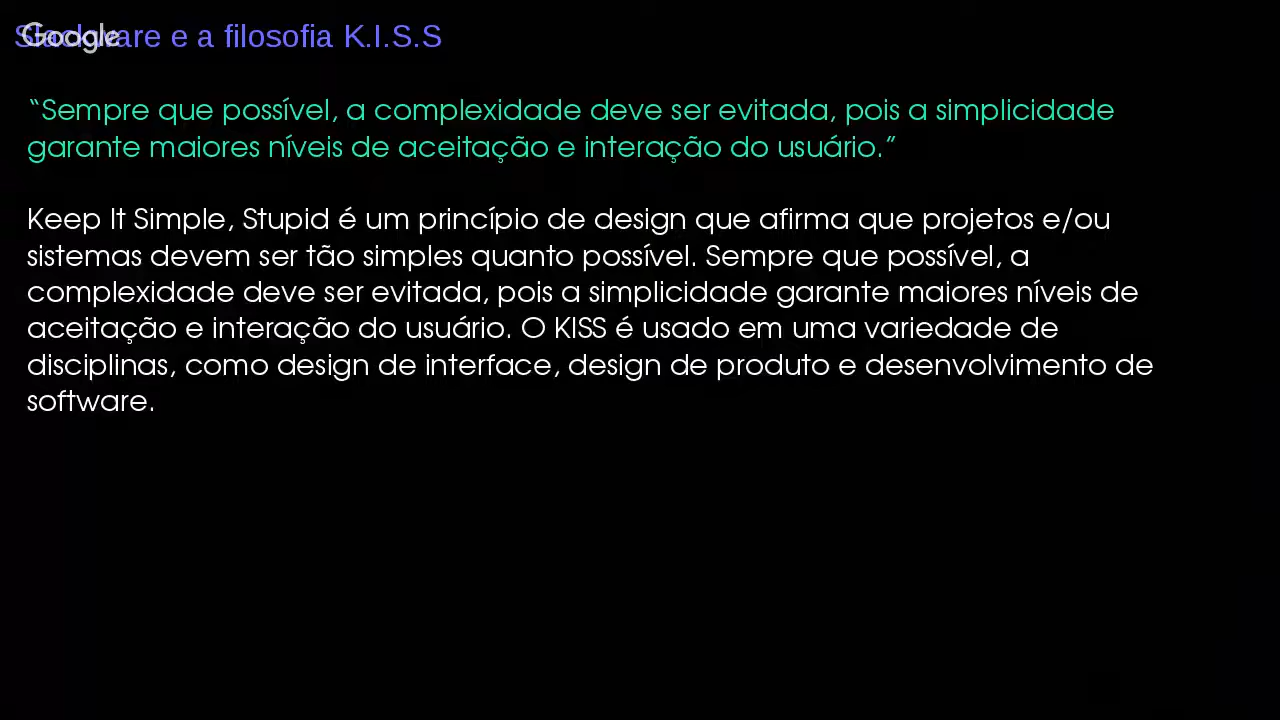 Slackware e a filosofia K.I.S.S
Google
“Sempre que possível, a complexidade deve ser evitada, pois a simplicidade
garante maiores níveis de aceitação e interação do usuário.”
Keep It Simple, Stupid é um princípio de design que afirma que projetos e/ou
sistemas devem ser tão simples quanto possível. Sempre que possível, a
complexidade deve ser evitada, pois a simplicidade garante maiores níveis de
aceitação e interação do usuário. O KISS é usado em uma variedade de
disciplinas, como design de interface, design de produto e desenvolvimento de
software.